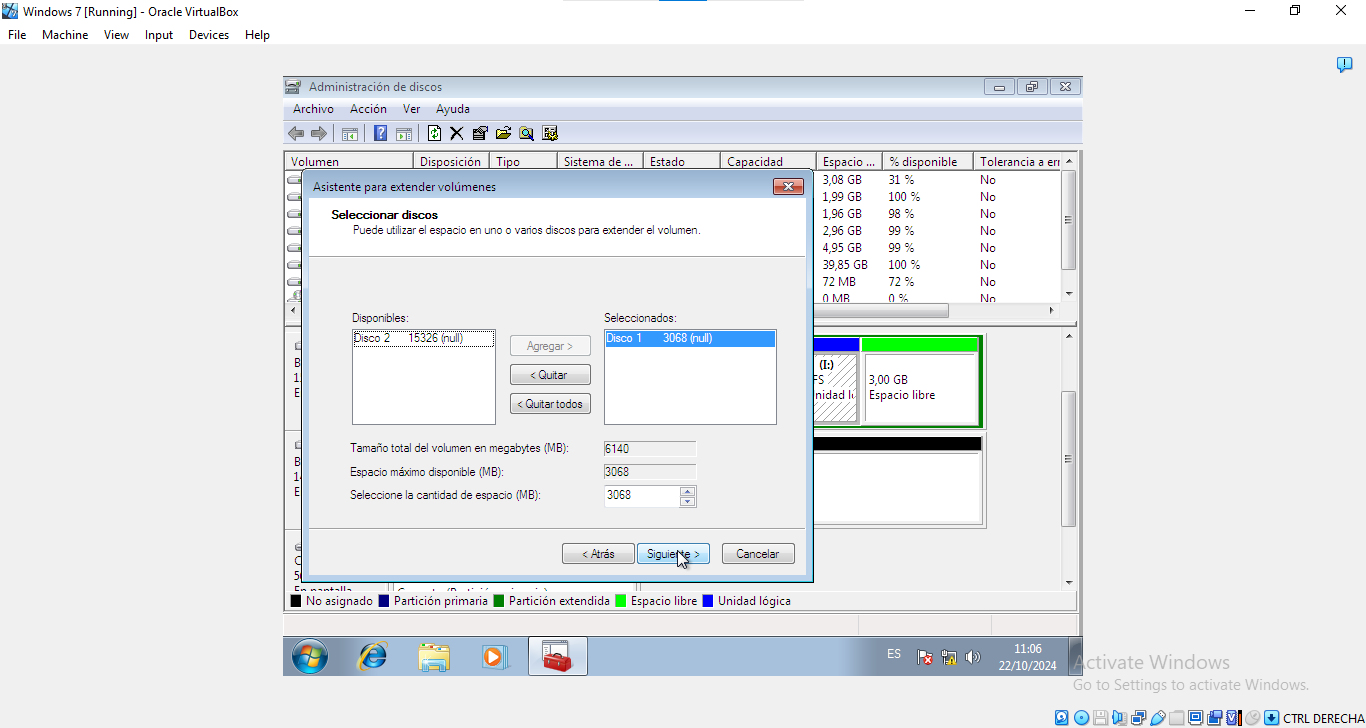 Windows 7 [Running] - Oracle VirtualBox
File Machine View Input Devices Help
Administración de discos
Archivo Acción Ver Ayuda
Volumen Disposición Tipo Sistema de ... Estado Capacidad Espacio ... % disponible Tolerancia a err
3,08 GB 31 % No
1,99 GB 100 % No
1,96 GB 98 % No
2,96 GB 99 % No
4,95 GB 99 % No
39,85 GB 100 % No
72 MB 72 % No
0 MB 0 % No
Asistente para extender volúmenes
Seleccionar discos
Puede utilizar el espacio en uno o varios discos para extender el volumen.
Disponibles: Seleccionados:
Disco 2 15326 (null)
Agregar >
< Quitar
< Quitar todos
Disco 1 3068 (null)
Tamaño total del volumen en megabytes (MB): 6140
Espacio máximo disponible (MB): 3068
Seleccione la cantidad de espacio (MB): 3068
< Atrás Siguiente > Cancelar
(I:)
3,00 GB
Espacio libre
No asignado Partición primaria Partición extendida Espacio libre Unidad lógica
ES
11:06
22/10/2024
Activate Windows
Go to Settings to activate Windows.
CTRL DERECHA